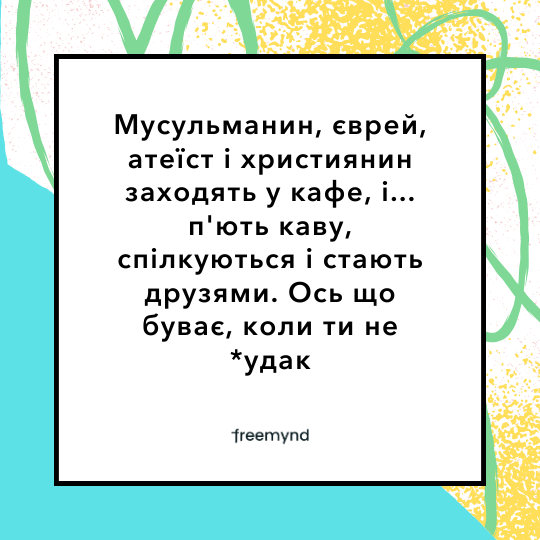 Мусульманин, єврей,
атеїст і християнин
заходять у кафе, і...
п'ють каву,
спілкуються і стають
друзями. Ось що
буває, коли ти не
*удак
freemynd